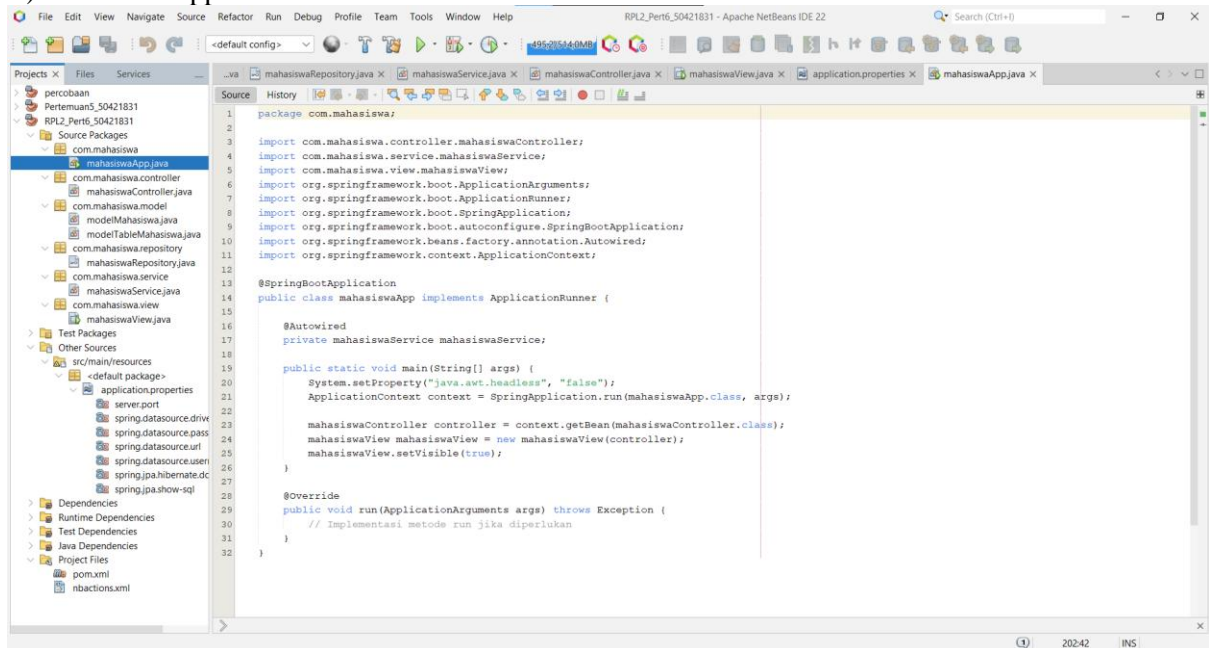 File Edit View Navigate Source Refactor Run Debug Profile Team Tools Window Help
RPL2_Pert6_50421831 - Apache NetBeans IDE 22
Search (Ctrl+I)
<default config>
495.2/514.0MB
Projects
Files
Services
...va
mahasiswaRepository.java
mahasiswaService.java
mahasiswaController.java
mahasiswaView.java
application.properties
mahasiswaApp.java
percobaan
Pertemuan5_50421831
RPL2_Pert6_50421831
Source Packages
com.mahasiswa
mahasiswaApp.java
com.mahasiswa.controller
mahasiswaController.java
com.mahasiswa.model
modelMahasiswa.java
modelTableMahasiswa.java
com.mahasiswa.repository
mahasiswaRepository.java
com.mahasiswa.service
mahasiswaService.java
com.mahasiswa.view
mahasiswaView.java
Test Packages
Other Sources
src/main/resources
<default package>
application.properties
server.port
spring.datasource.drive
spring.datasource.pass
spring.datasource.url
spring.datasource.usern
spring.jpa.hibernate.dc
spring.jpa.show-sql
Dependencies
Runtime Dependencies
Test Dependencies
Java Dependencies
Project Files
pom.xml
nbactions.xml
Source History
1 package com.mahasiswa;
2
3 import com.mahasiswa.controller.mahasiswaController;
4 import com.mahasiswa.service.mahasiswaService;
5 import com.mahasiswa.view.mahasiswaView;
6 import org.springframework.boot.ApplicationArguments;
7 import org.springframework.boot.ApplicationRunner;
8 import org.springframework.boot.SpringApplication;
9 import org.springframework.boot.autoconfigure.SpringBootApplication;
10 import org.springframework.beans.factory.annotation.Autowired;
11 import org.springframework.context.ApplicationContext;
12
13 @SpringBootApplication
14 public class mahasiswaApp implements ApplicationRunner {
15
16 @Autowired
17 private mahasiswaService mahasiswaService;
18
19 public static void main(String[] args) {
20 System.setProperty("java.awt.headless", "false");
21 ApplicationContext context = SpringApplication.run(mahasiswaApp.class, args);
22
23 mahasiswaController controller = context.getBean(mahasiswaController.class);
24 mahasiswaView mahasiswaView = new mahasiswaView(controller);
25 mahasiswaView.setVisible(true);
26 }
27
28 @Override
29 public void run(ApplicationArguments args) throws Exception {
30 // Implementasi metode run jika diperlukan
31 }
32 }
1
202:42
INS